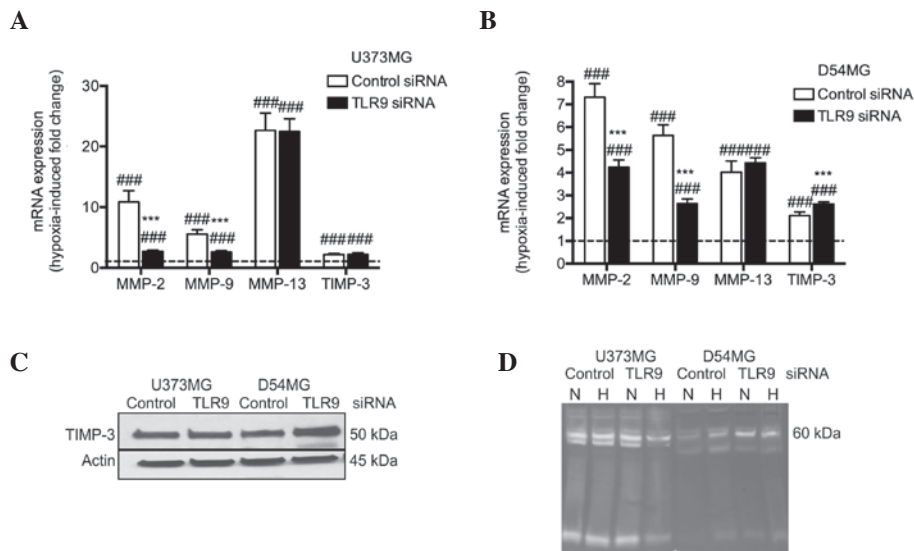 A
U373MG
Control siRNA
TLR9 siRNA
mRNA expression
(hypoxia-induced fold change)
30
20
10
0
###
***
###
###
***
###
###
###
###
###
MMP-2
MMP-9
MMP-13
TIMP-3
B
D54MG
Control siRNA
TLR9 siRNA
mRNA expression
(hypoxia-induced fold change)
8
7
6
5
4
3
2
1
0
###
***
###
###
***
###
###
###
###
***
###
MMP-2
MMP-9
MMP-13
TIMP-3
C
U373MG D54MG
Control TLR9 Control TLR9 siRNA
TIMP-3 50 kDa
Actin 45 kDa
D
U373MG D54MG
Control TLR9 Control TLR9 siRNA
N H N H N H N H
60 kDa